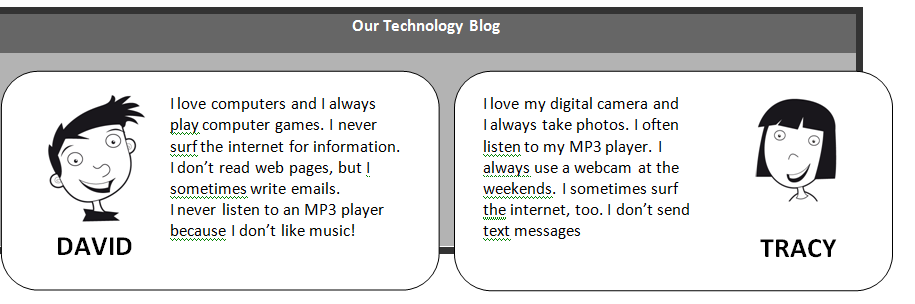 Our Technology Blog
I love computers and I always
play computer games. I never
surf the internet for information.
I don’t read web pages, but I
sometimes write emails.
I never listen to an MP3 player
because I don’t like music!
DAVID
I love my digital camera and
I always take photos. I often
listen to my MP3 player. I
always use a webcam at the
weekends. I sometimes surf
the internet, too. I don’t send
text messages
TRACY